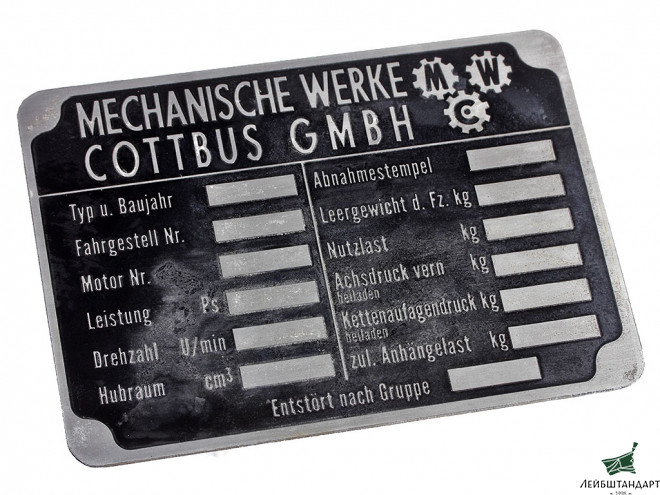 MECHANISCHE WERKE M W
COTTBUS GMBH C
Typ u. Baujahr
Fahrgestell Nr.
Motor Nr.
Leistung Ps
Drehzahl U/min
Hubraum cm³
Abnahmestempel
Leergewicht d. Fz. kg
Nutzlast kg
Achsdruck vern kg
beladen
Kettenaufagendruck kg
beladen
zul. Anhängelast kg
Entstört nach Gruppe
ЛЕЙБШТАНДАРТ
1998